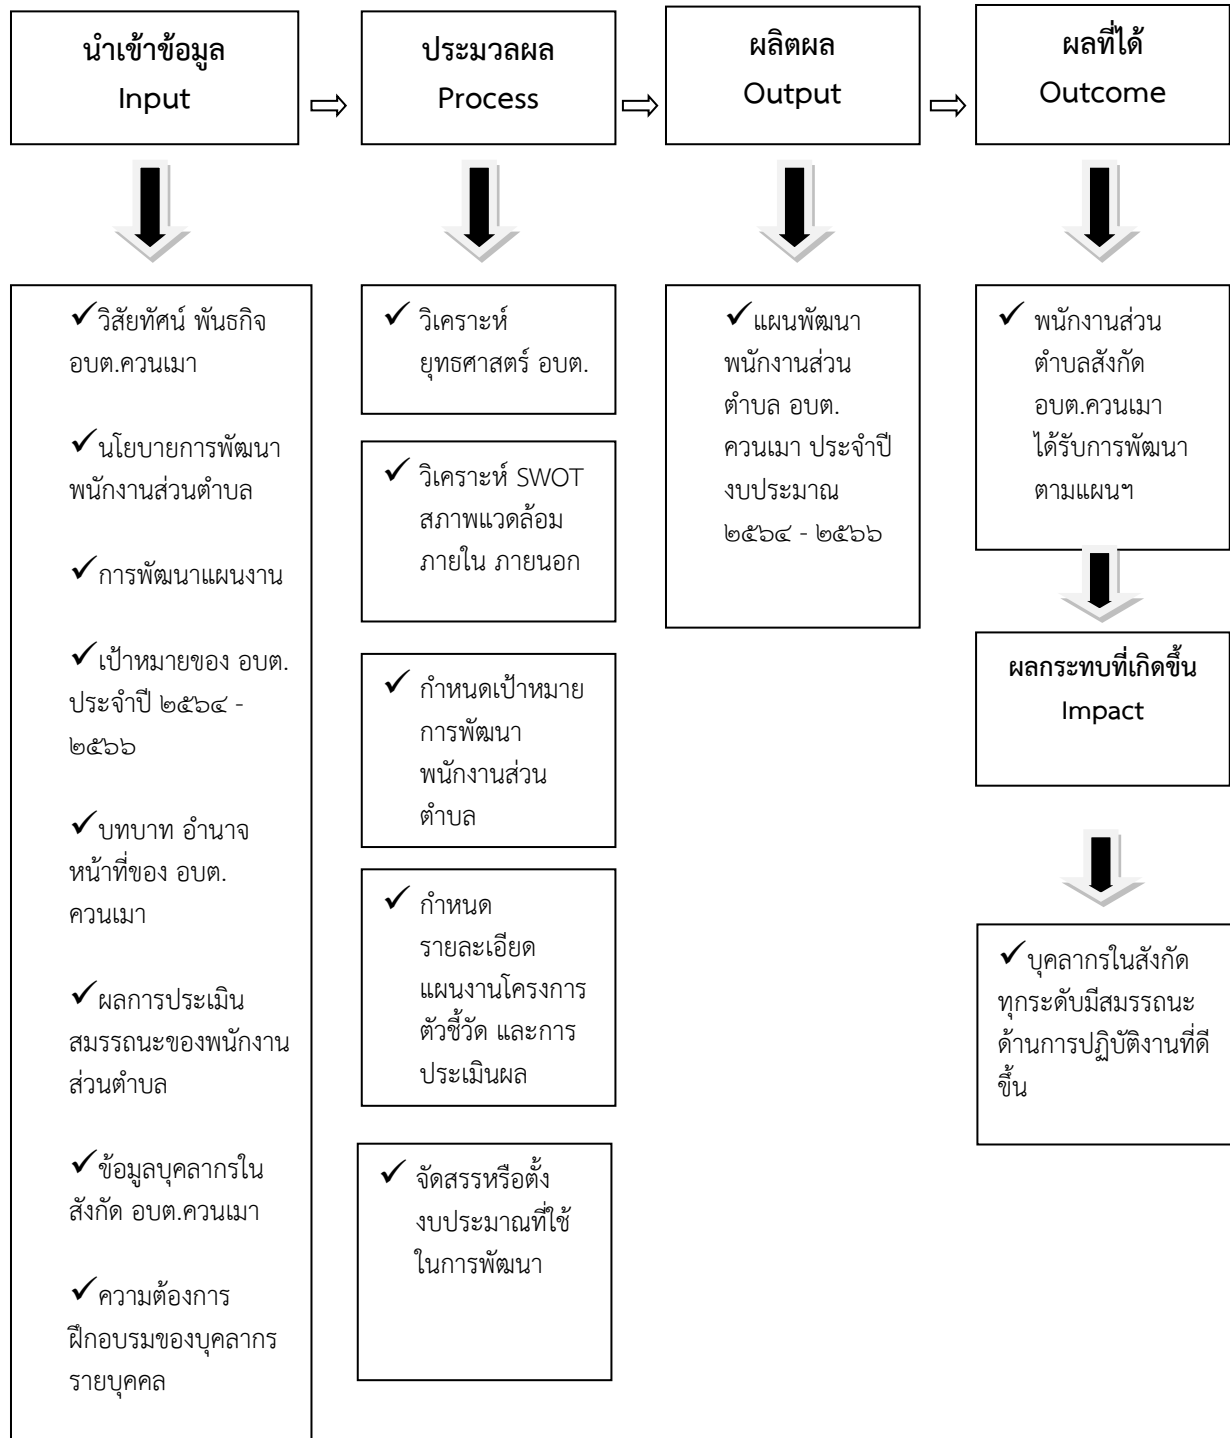 นำเข้าข้อมูล
Input
ประมวลผล
Process
ผลิตผล
Output
ผลที่ได้
Outcome
✓วิสัยทัศน์ พันธกิจ
อบต.ควนเมา
✓นโยบายการพัฒนา
พนักงานส่วนตำบล
✓การพัฒนาแผนงาน
✓เป้าหมายของ อบต.
ประจำปี ๒๕๖๔ -
๒๕๖๖
✓บทบาท อำนาจ
หน้าที่ของ อบต.
ควนเมา
✓ผลการประเมิน
สมรรถนะของพนักงาน
ส่วนตำบล
✓ข้อมูลบุคลากรใน
สังกัด อบต.ควนเมา
✓ความต้องการ
ฝึกอบรมของบุคลากร
รายบุคคล
✓ วิเคราะห์
ยุทธศาสตร์ อบต.
✓ วิเคราะห์ SWOT
สภาพแวดล้อม
ภายใน ภายนอก
✓ กำหนดเป้าหมาย
การพัฒนา
พนักงานส่วน
ตำบล
✓ กำหนด
รายละเอียด
แผนงานโครงการ
ตัวชี้วัด และการ
ประเมินผล
✓ จัดสรรหรือตั้ง
งบประมาณที่ใช้
ในการพัฒนา
✓แผนพัฒนา
พนักงานส่วน
ตำบล อบต.
ควนเมา ประจำปี
งบประมาณ
๒๕๖๔ - ๒๕๖๖
✓ พนักงานส่วน
ตำบลสังกัด
อบต.ควนเมา
ได้รับการพัฒนา
ตามแผนฯ
ผลกระทบที่เกิดขึ้น
Impact
✓บุคลากรในสังกัด
ทุกระดับมีสมรรถนะ
ด้านการปฏิบัติงานที่ดี
ขึ้น